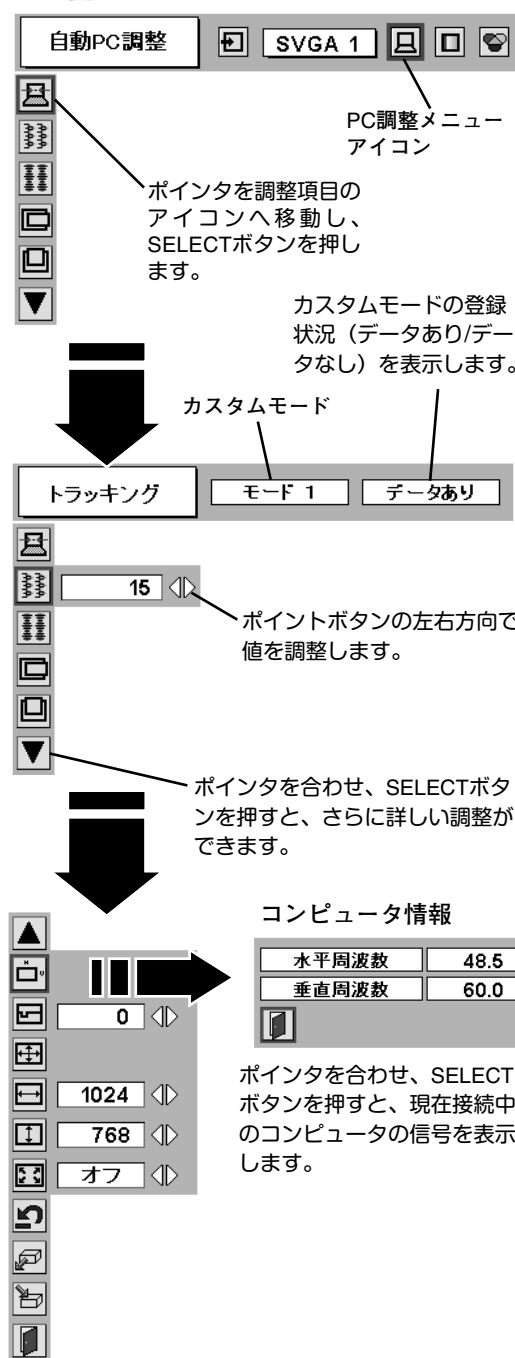 自動PC調整
SVGA 1
PC調整メニュー
アイコン
ポインタを調整項目の
アイコンへ移動し、
SELECTボタンを押し
ます。
カスタムモードの登録
状況（データあり/デー
タなし）を表示します。
カスタムモード
トラッキング
モード 1
データあり
15
ポイントボタンの左右方向で
値を調整します。
ポインタを合わせ、SELECTボタ
ンを押すと、さらに詳しい調整が
できます。
コンピュータ情報
水平周波数 48.5
垂直周波数 60.0
H
V
0
1024
768
オフ
ポインタを合わせ、SELECT
ボタンを押すと、現在接続中
のコンピュータの信号を表示
します。